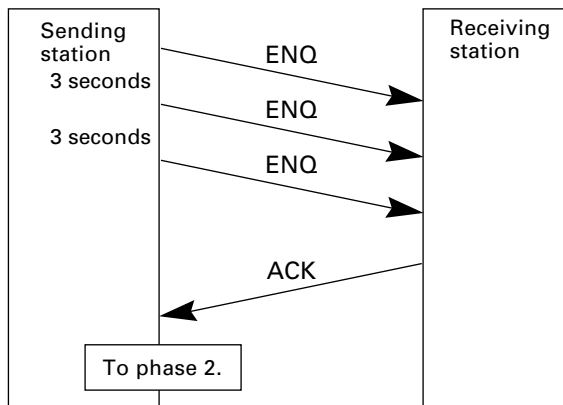 Sending
station
Receiving
station
ENQ
3 seconds
ENQ
3 seconds
ENQ
ACK
To phase 2.